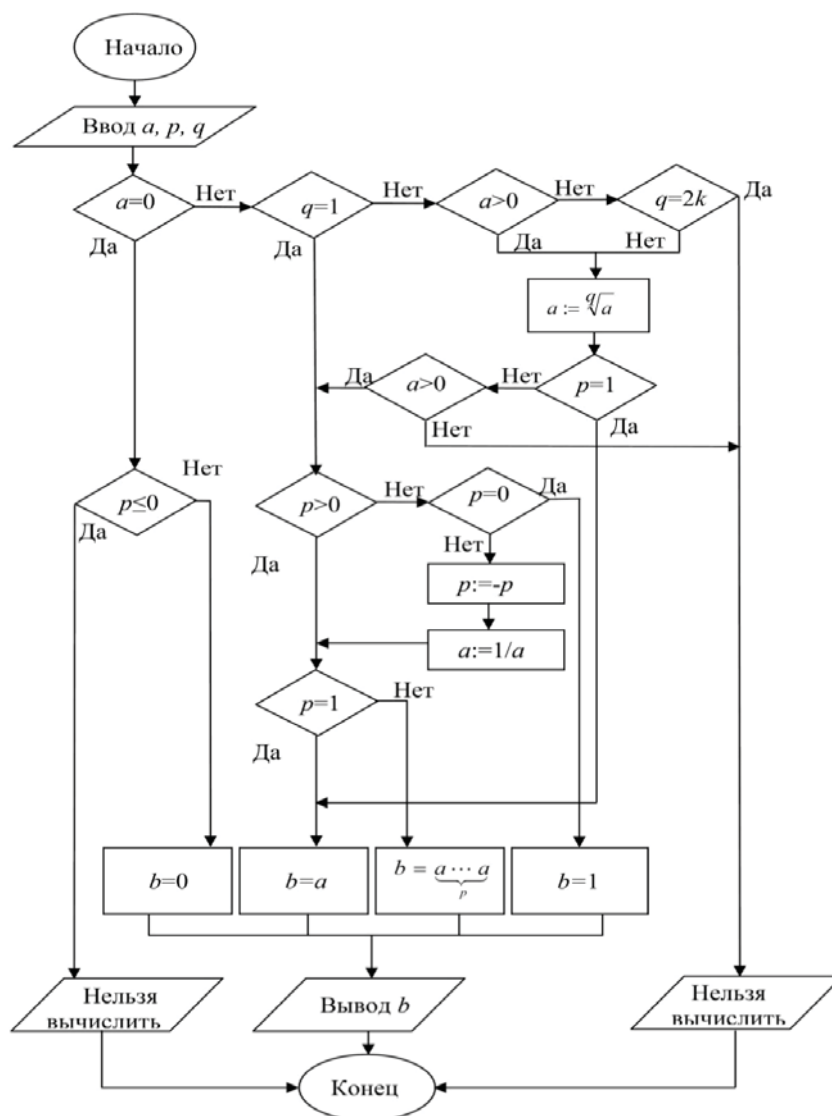 Начало
Ввод a, p, q
a=0
Нет
q=1
Нет
a>0
Нет
q=2k
Да
Да
Да
Да
Нет
a := \sqrt[q]{a}
Да
a>0
Нет
p=1
Нет
Да
p≤0
Нет
Да
p>0
Нет
p=0
Да
Да
Нет
p:=-p
a:=1/a
p=1
Нет
Да
b=0
b=a
b = a ⋯ a
p
b=1
Нельзя
вычислить
Вывод b
Нельзя
вычислить
Конец